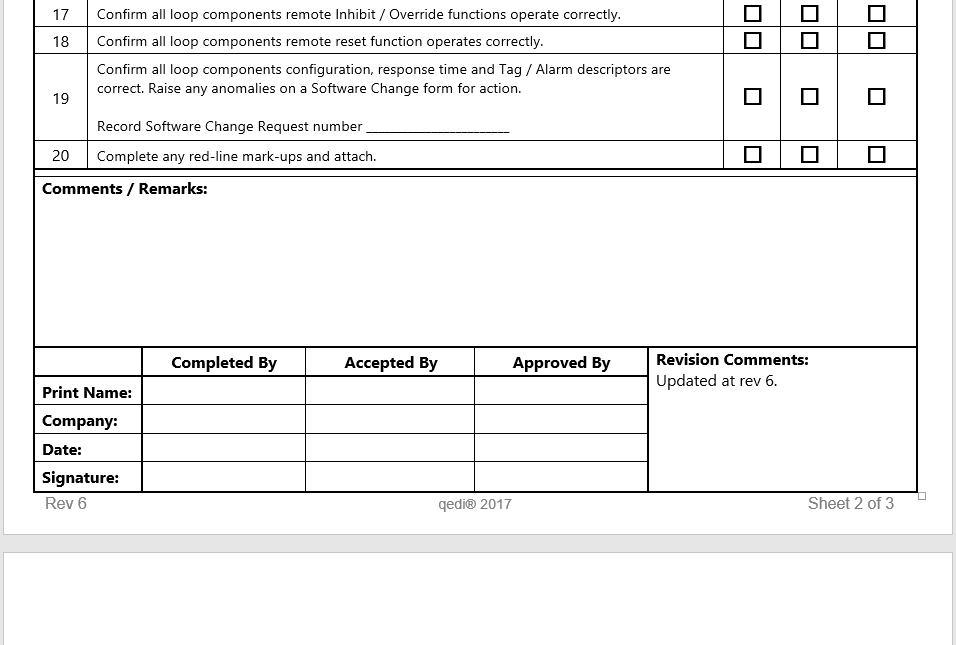 17 Confirm all loop components remote Inhibit / Override functions operate correctly.
18 Confirm all loop components remote reset function operates correctly.
19 Confirm all loop components configuration, response time and Tag / Alarm descriptors are
correct. Raise any anomalies on a Software Change form for action.
Record Software Change Request number ______________________
20 Complete any red-line mark-ups and attach.
Comments / Remarks:
Completed By Accepted By Approved By
Revision Comments:
Updated at rev 6.
Print Name:
Company:
Date:
Signature:
Rev 6 qedi® 2017 Sheet 2 of 3